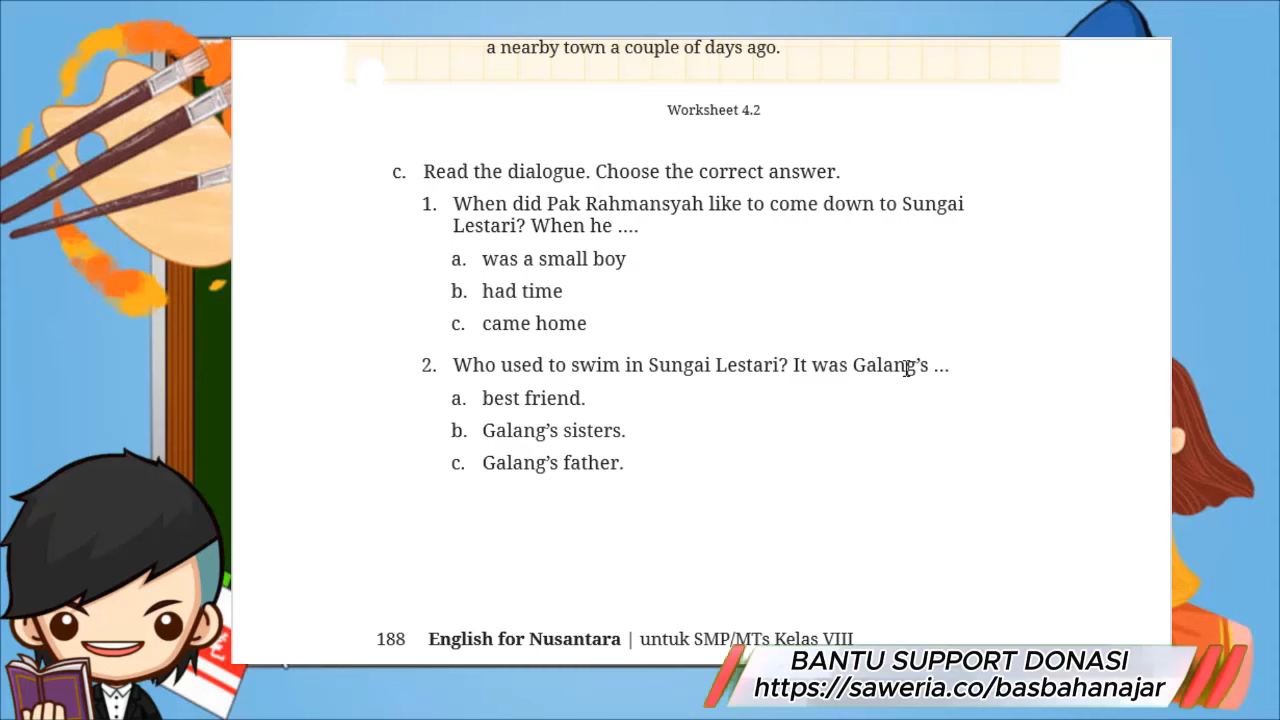 a nearby town a couple of days ago.
Worksheet 4.2
c. Read the dialogue. Choose the correct answer.
1. When did Pak Rahmansyah like to come down to Sungai
Lestari? When he ....
a. was a small boy
b. had time
c. came home
2. Who used to swim in Sungai Lestari? It was Galang’s ...
a. best friend.
b. Galang’s sisters.
c. Galang’s father.
188 English for Nusantara | untuk SMP/MTs Kelas VIII
BANTU SUPPORT DONASI
https://saweria.co/basbahanajar